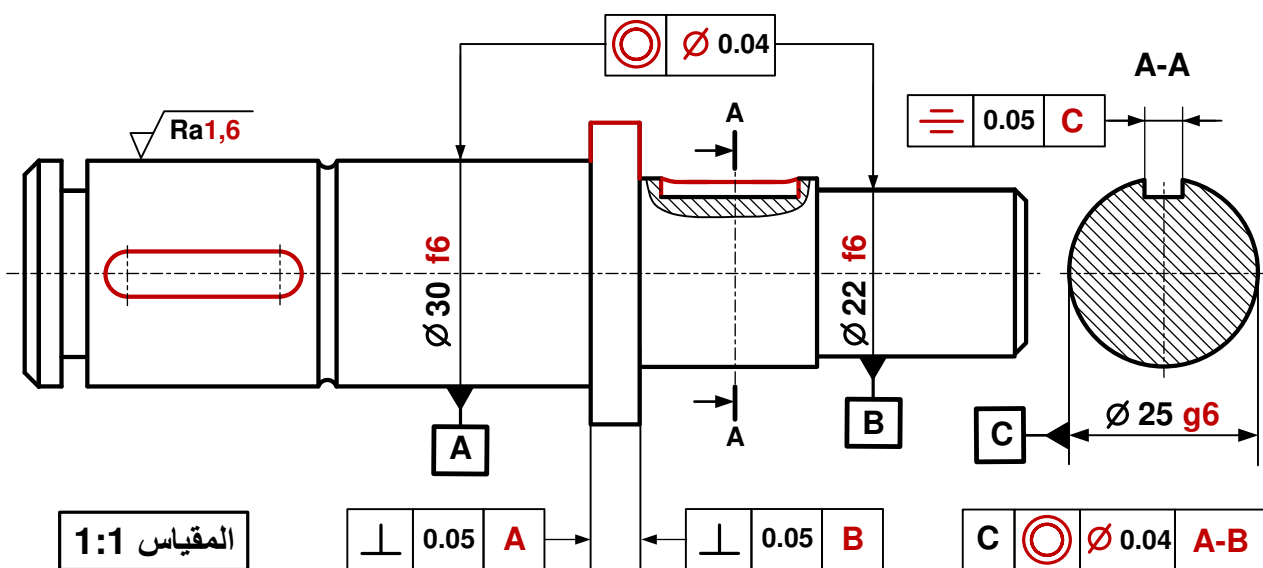 ⌀ 0.04
A-A
Ra1,6
A
0.05 C
⌀ 30 f6
⌀ 22 f6
A
B
A
C
⌀ 25 g6
المقياس 1:1
⊥ 0.05 A
⊥ 0.05 B
C ◎ ⌀ 0.04 A-B